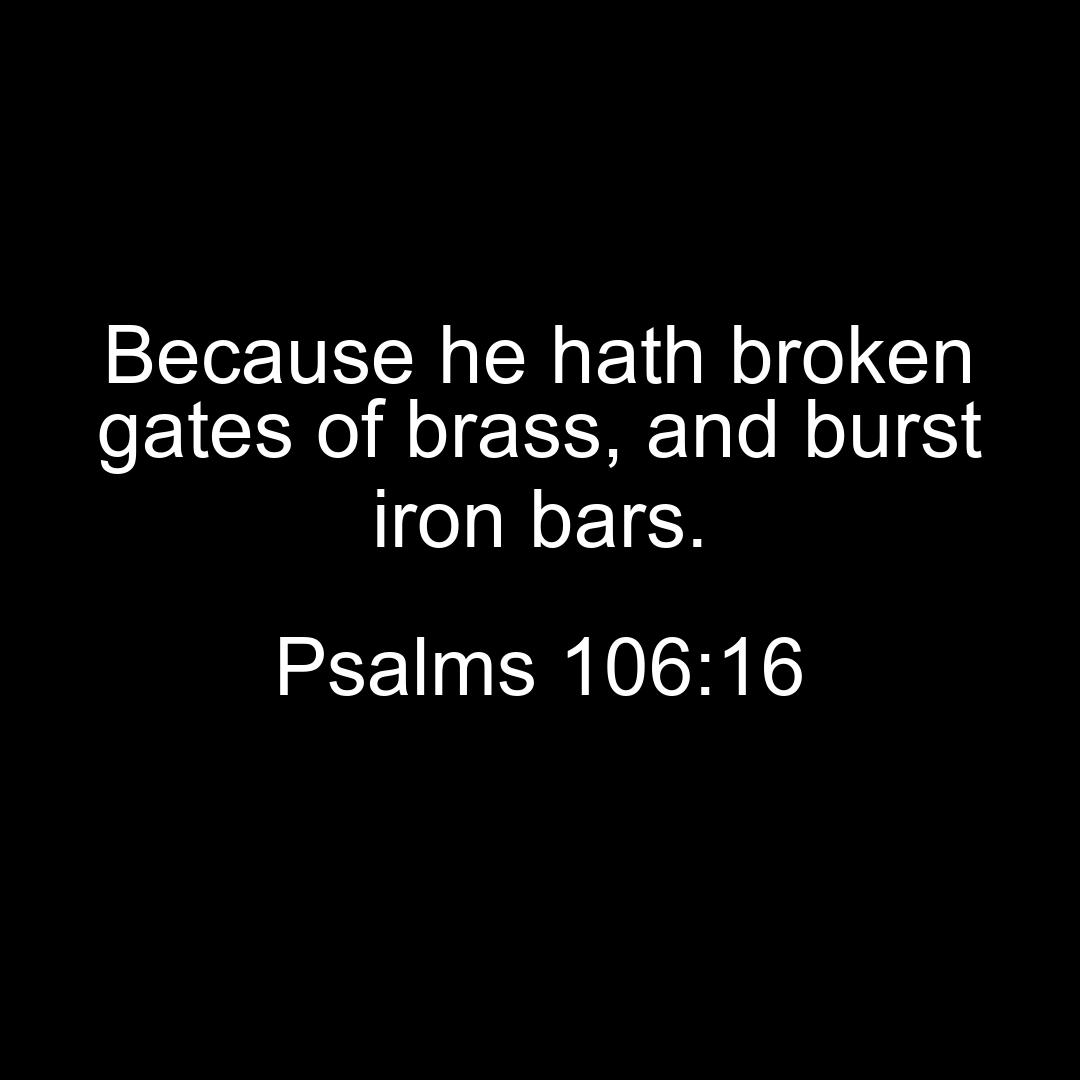 Because he hath broken
gates of brass, and burst
iron bars.
Psalms 106:16